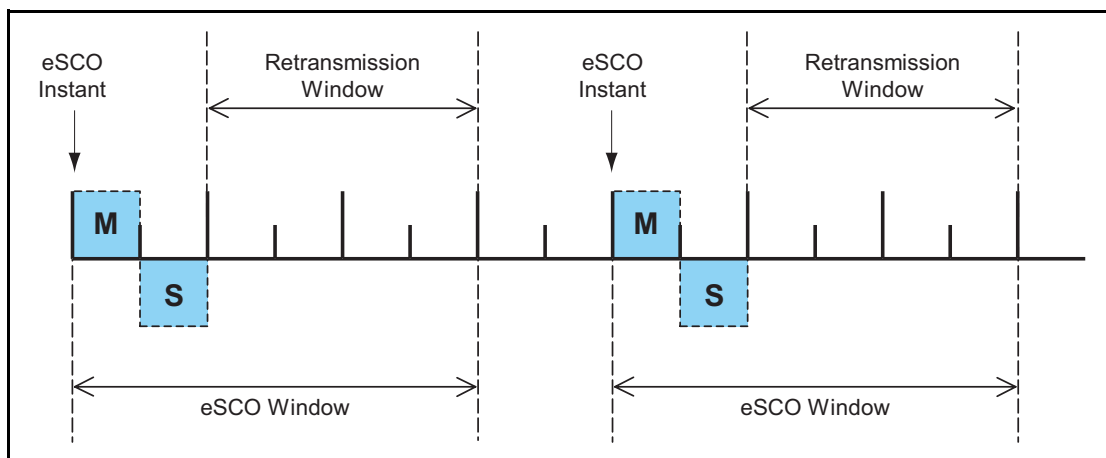 eSCO
Instant
Retransmission
Window
eSCO
Instant
Retransmission
Window
M
S
M
S
eSCO Window
eSCO Window